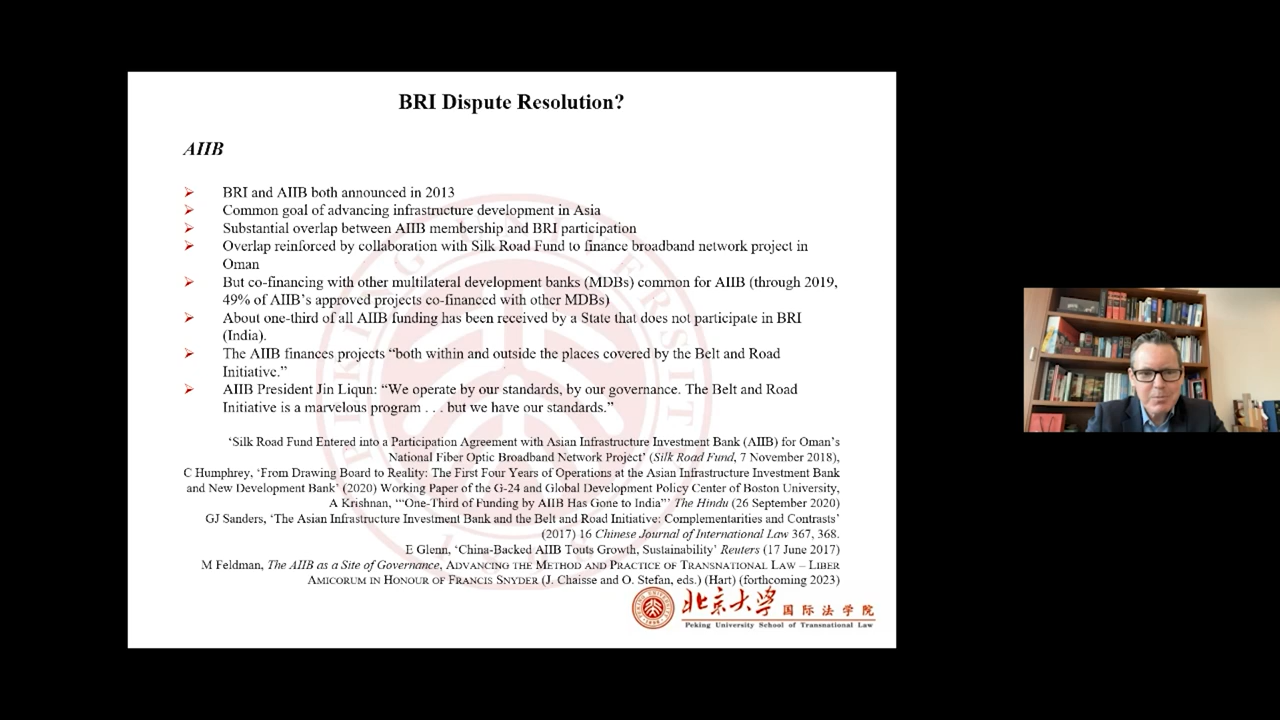 BRI Dispute Resolution?
AIIB
➢ BRI and AIIB both announced in 2013
➢ Common goal of advancing infrastructure development in Asia
➢ Substantial overlap between AIIB membership and BRI participation
➢ Overlap reinforced by collaboration with Silk Road Fund to finance broadband network project in
Oman
➢ But co-financing with other multilateral development banks (MDBs) common for AIIB (through 2019,
49% of AIIB's approved projects co-financed with other MDBs)
➢ About one-third of all AIIB funding has been received by a State that does not participate in BRI
(India).
➢ The AIIB finances projects “both within and outside the places covered by the Belt and Road
Initiative.”
➢ AIIB President Jin Liqun: “We operate by our standards, by our governance. The Belt and Road
Initiative is a marvelous program . . . but we have our standards.”
‘Silk Road Fund Entered into a Participation Agreement with Asian Infrastructure Investment Bank (AIIB) for Oman’s
National Fiber Optic Broadband Network Project’ (Silk Road Fund, 7 November 2018),
C Humphrey, ‘From Drawing Board to Reality: The First Four Years of Operations at the Asian Infrastructure Investment Bank
and New Development Bank’ (2020) Working Paper of the G-24 and Global Development Policy Center of Boston University,
A Krishnan, ‘“One-Third of Funding by AIIB Has Gone to India”’ The Hindu (26 September 2020)
GJ Sanders, ‘The Asian Infrastructure Investment Bank and the Belt and Road Initiative: Complementarities and Contrasts’
(2017) 16 Chinese Journal of International Law 367, 368.
E Glenn, ‘China-Backed AIIB Touts Growth, Sustainability’ Reuters (17 June 2017)
M Feldman, The AIIB as a Site of Governance, ADVANCING THE METHOD AND PRACTICE OF TRANSNATIONAL LAW – LIBER
AMICORUM IN HONOUR OF FRANCIS SNYDER (J. Chaisse and O. Stefan, eds.) (Hart) (forthcoming 2023)
北京大学 国际法学院
Peking University School of Transnational Law